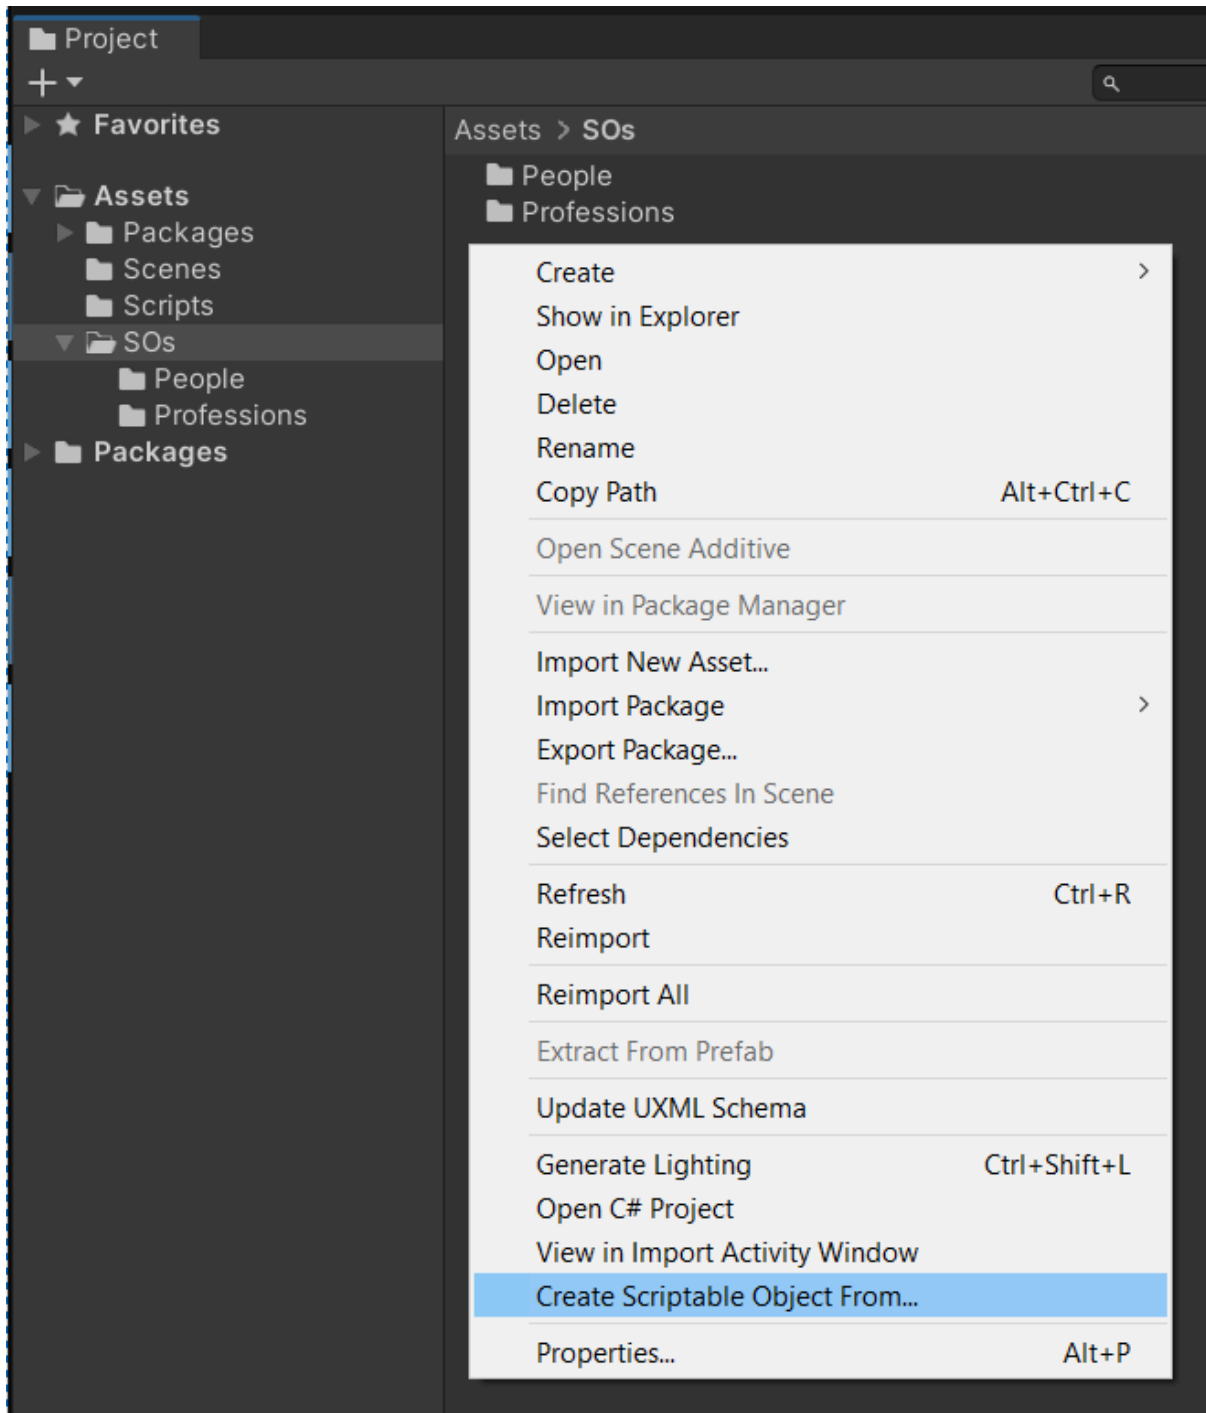 Project
Favorites
Assets
Packages
Scenes
Scripts
SOs
People
Professions
Packages
Assets > SOs
People
Professions
Create
Show in Explorer
Open
Delete
Rename
Copy Path Alt+Ctrl+C
Open Scene Additive
View in Package Manager
Import New Asset...
Import Package
Export Package...
Find References In Scene
Select Dependencies
Refresh Ctrl+R
Reimport
Reimport All
Extract From Prefab
Update UXML Schema
Generate Lighting Ctrl+Shift+L
Open C# Project
View in Import Activity Window
Create Scriptable Object From...
Properties... Alt+P